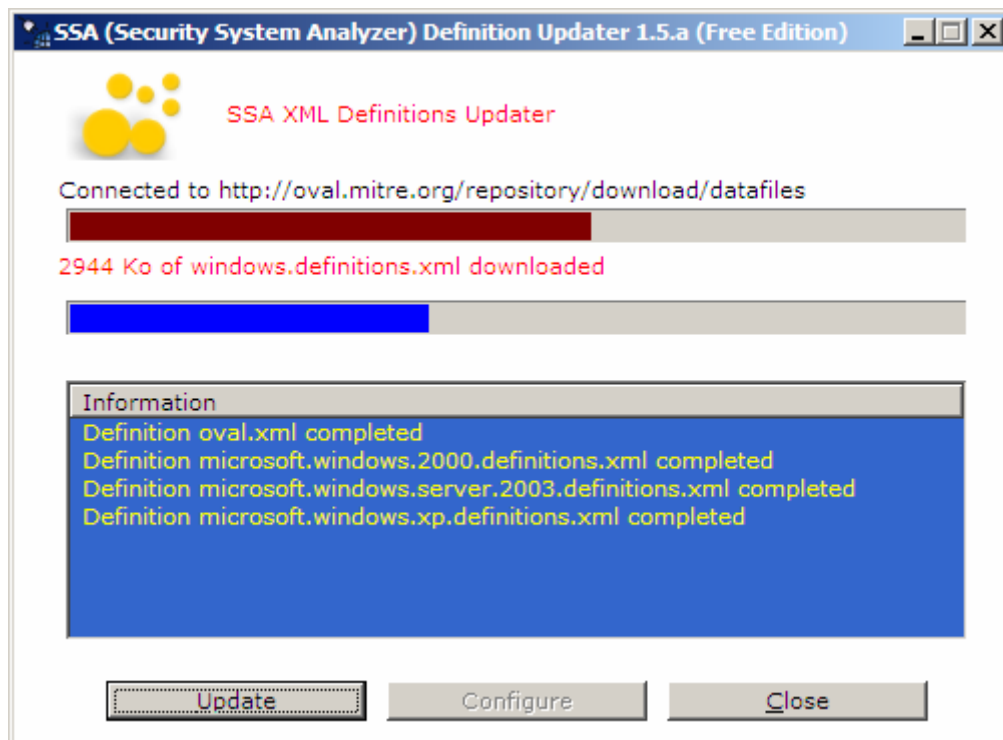 SSA (Security System Analyzer) Definition Updater 1.5.a (Free Edition)
SSA XML Definitions Updater
Connected to http://oval.mitre.org/repository/download/datafiles
2944 Ko of windows.definitions.xml downloaded
Information
Definition oval.xml completed
Definition microsoft.windows.2000.definitions.xml completed
Definition microsoft.windows.server.2003.definitions.xml completed
Definition microsoft.windows.xp.definitions.xml completed
Update Configure Close